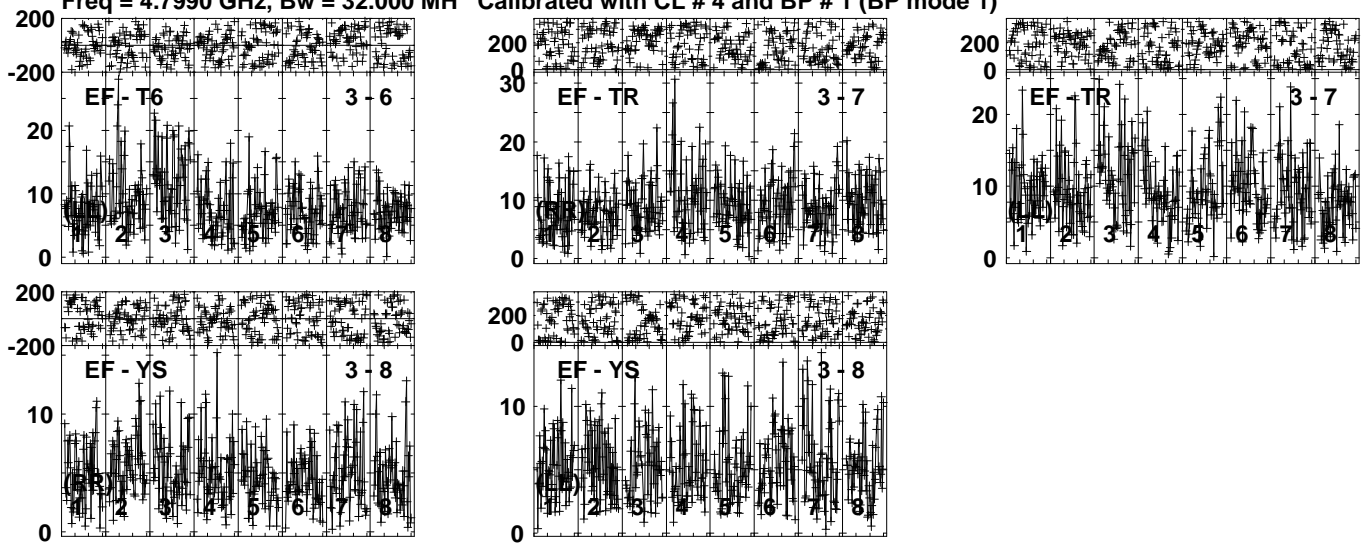 Freq = 4.7990 GHz, Bw = 32.000 MH Calibrated with CL # 4 and BP # 1 (BP mode 1)
200
-200
EF - T6 3 - 6
20
10
0
(LL)
1 2 3 4 5 6 7 8
200
0
EF - TR 3 - 7
30
20
10
0
(RR)
1 2 3 4 5 6 7 8
200
0
EF - TR 3 - 7
20
10
0
(LL)
1 2 3 4 5 6 7 8
200
-200
EF - YS 3 - 8
10
0
(RR)
1 2 3 4 5 6 7 8
200
0
EF - YS 3 - 8
10
0
(LL)
1 2 3 4 5 6 7 8